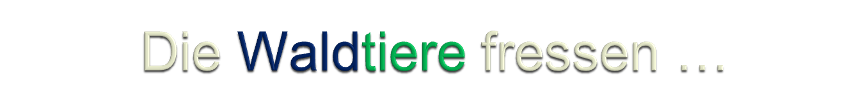 Die Waldtiere fressen …